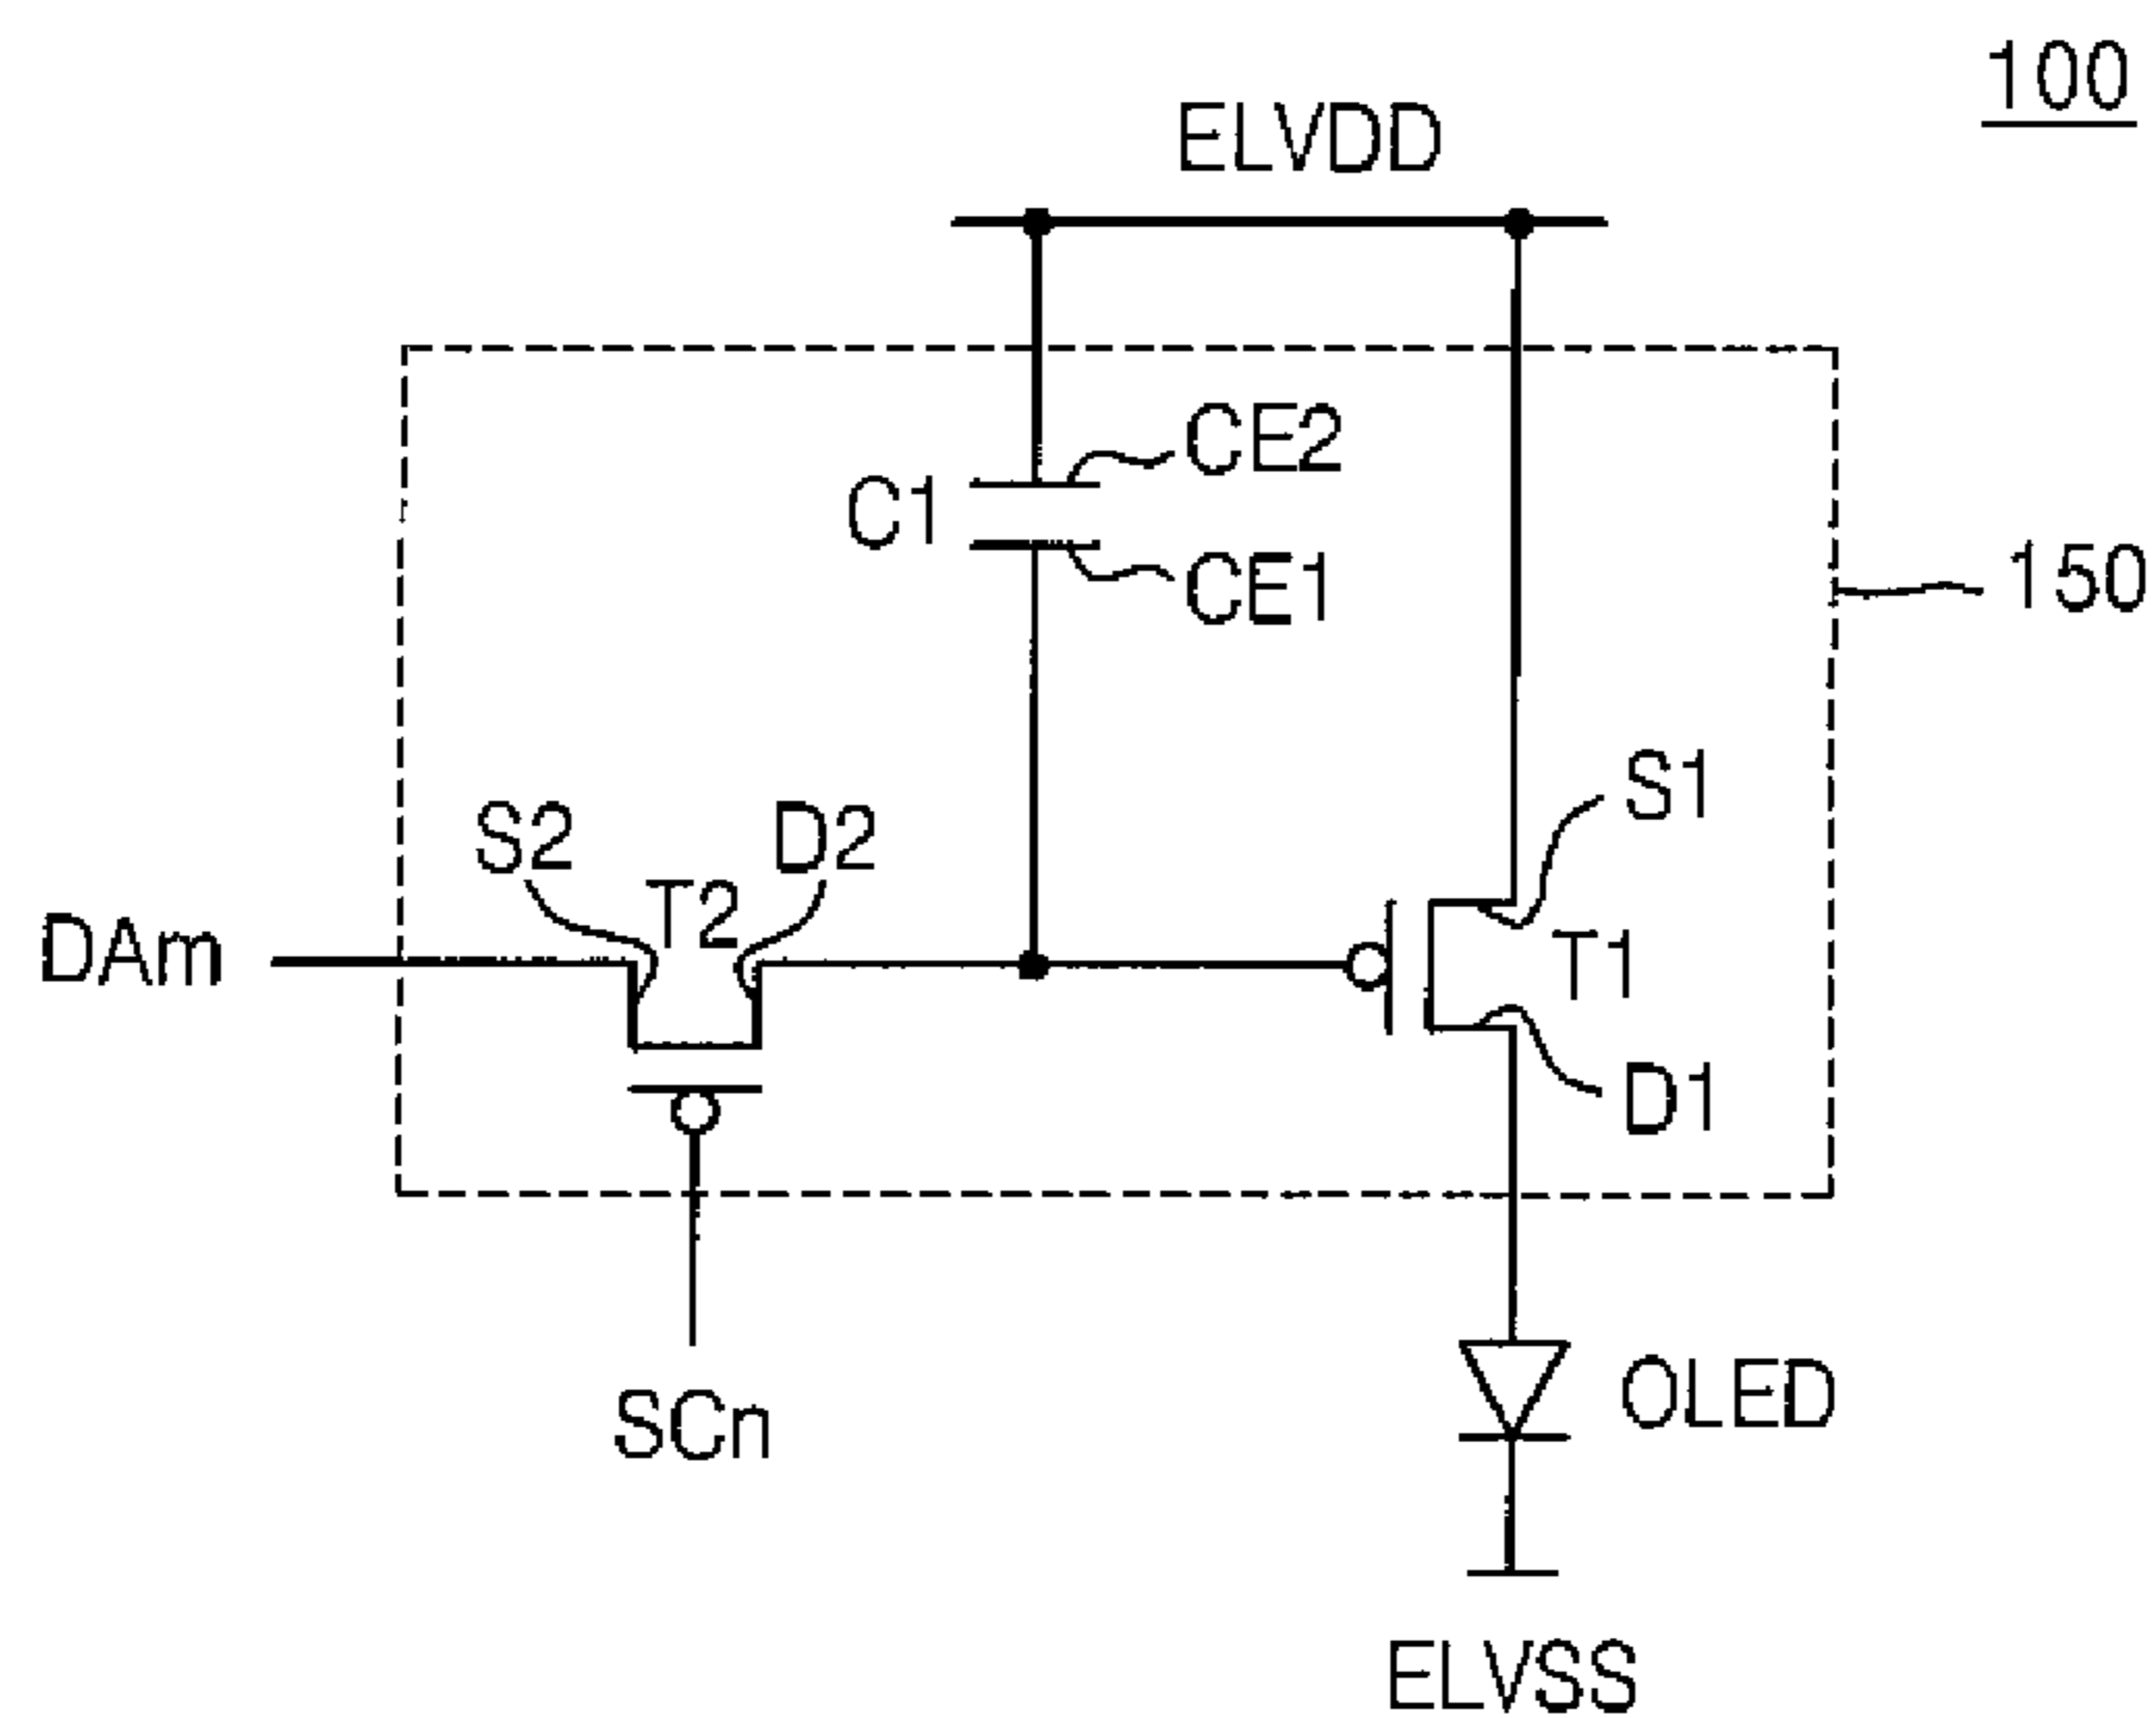 100
ELVDD
CE2
C1
CE1
150
S1
S2
D2
T2
DAm
T1
D1
OLED
SCn
ELVSS